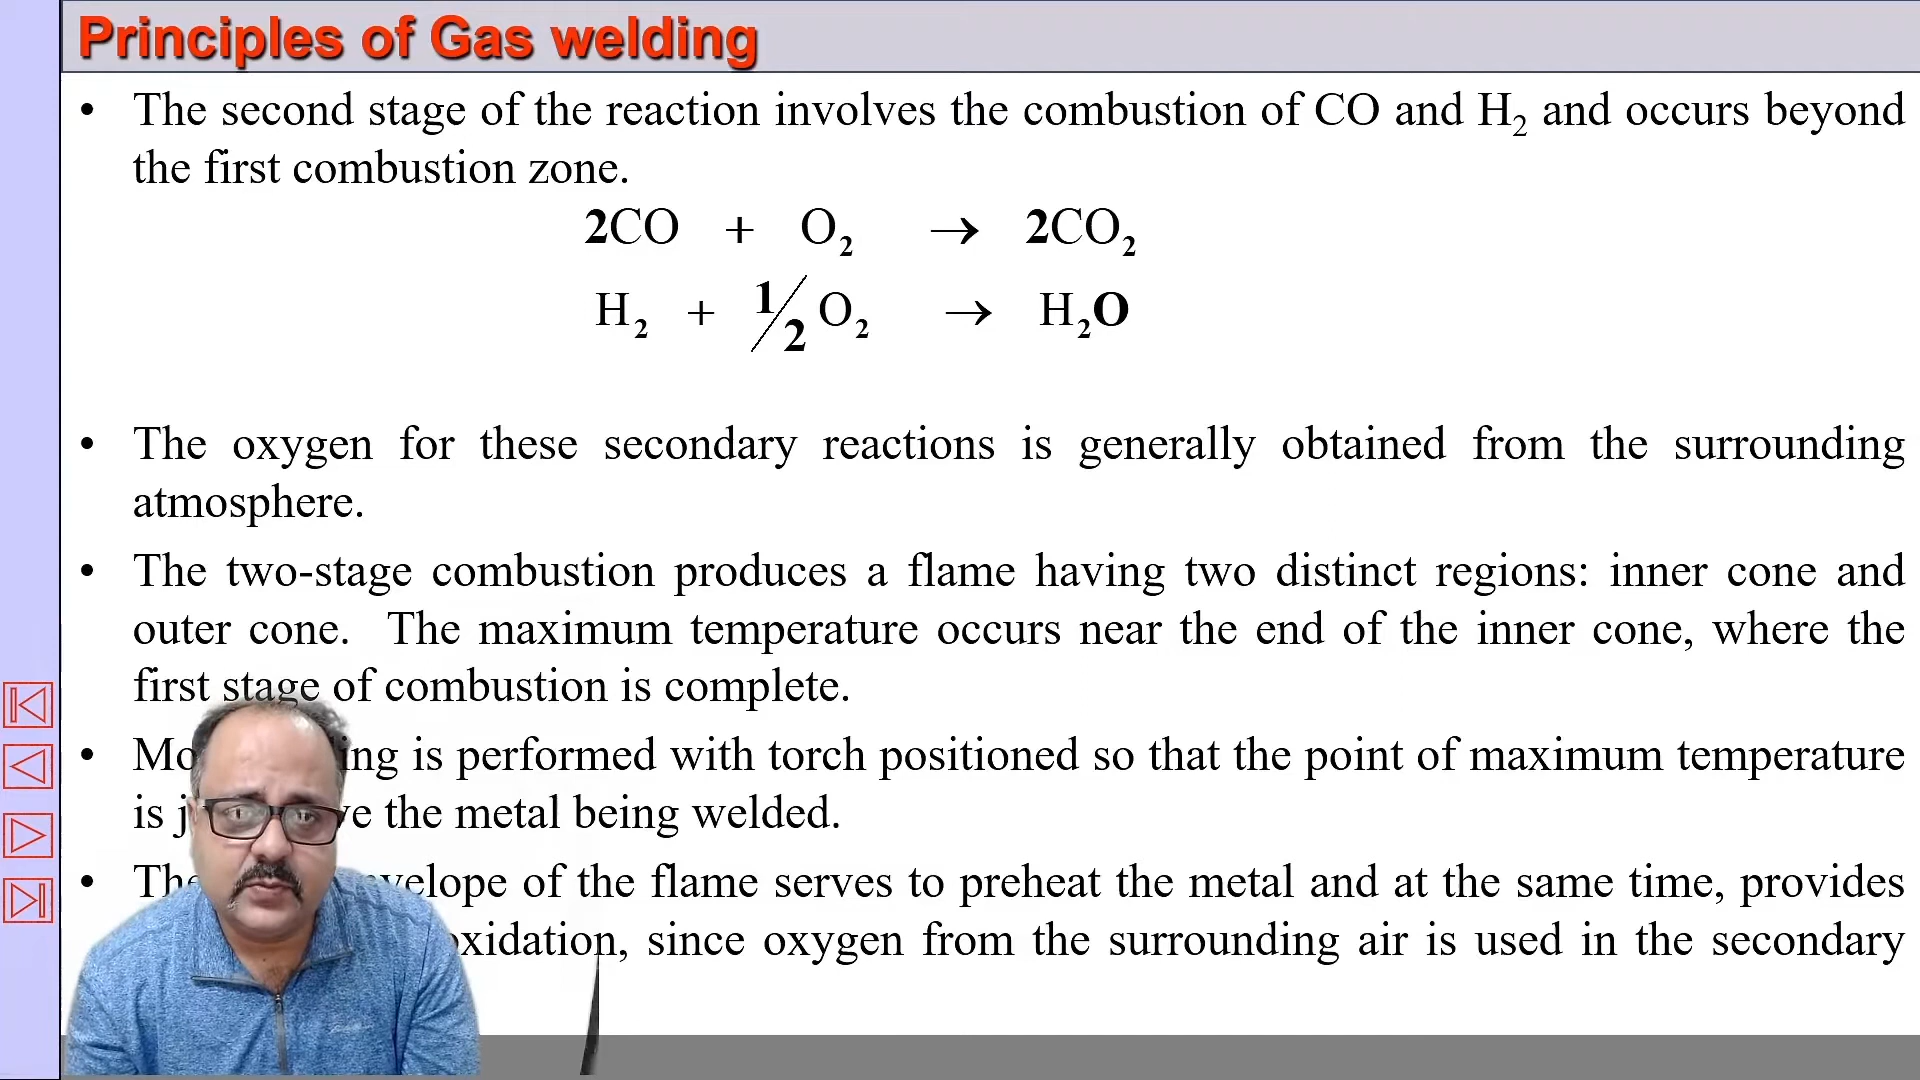 Principles of Gas welding
• The second stage of the reaction involves the combustion of CO and H₂ and occurs beyond
the first combustion zone.
2CO + O₂ → 2CO₂
H₂ + 1/2 O₂ → H₂O
• The oxygen for these secondary reactions is generally obtained from the surrounding
atmosphere.
• The two-stage combustion produces a flame having two distinct regions: inner cone and
outer cone. The maximum temperature occurs near the end of the inner cone, where the
first stage of combustion is complete.
• is performed with torch positioned so that the point of maximum temperature
is the metal being welded.
• of the flame serves to preheat the metal and at the same time, provides
oxidation, since oxygen from the surrounding air is used in the secondary